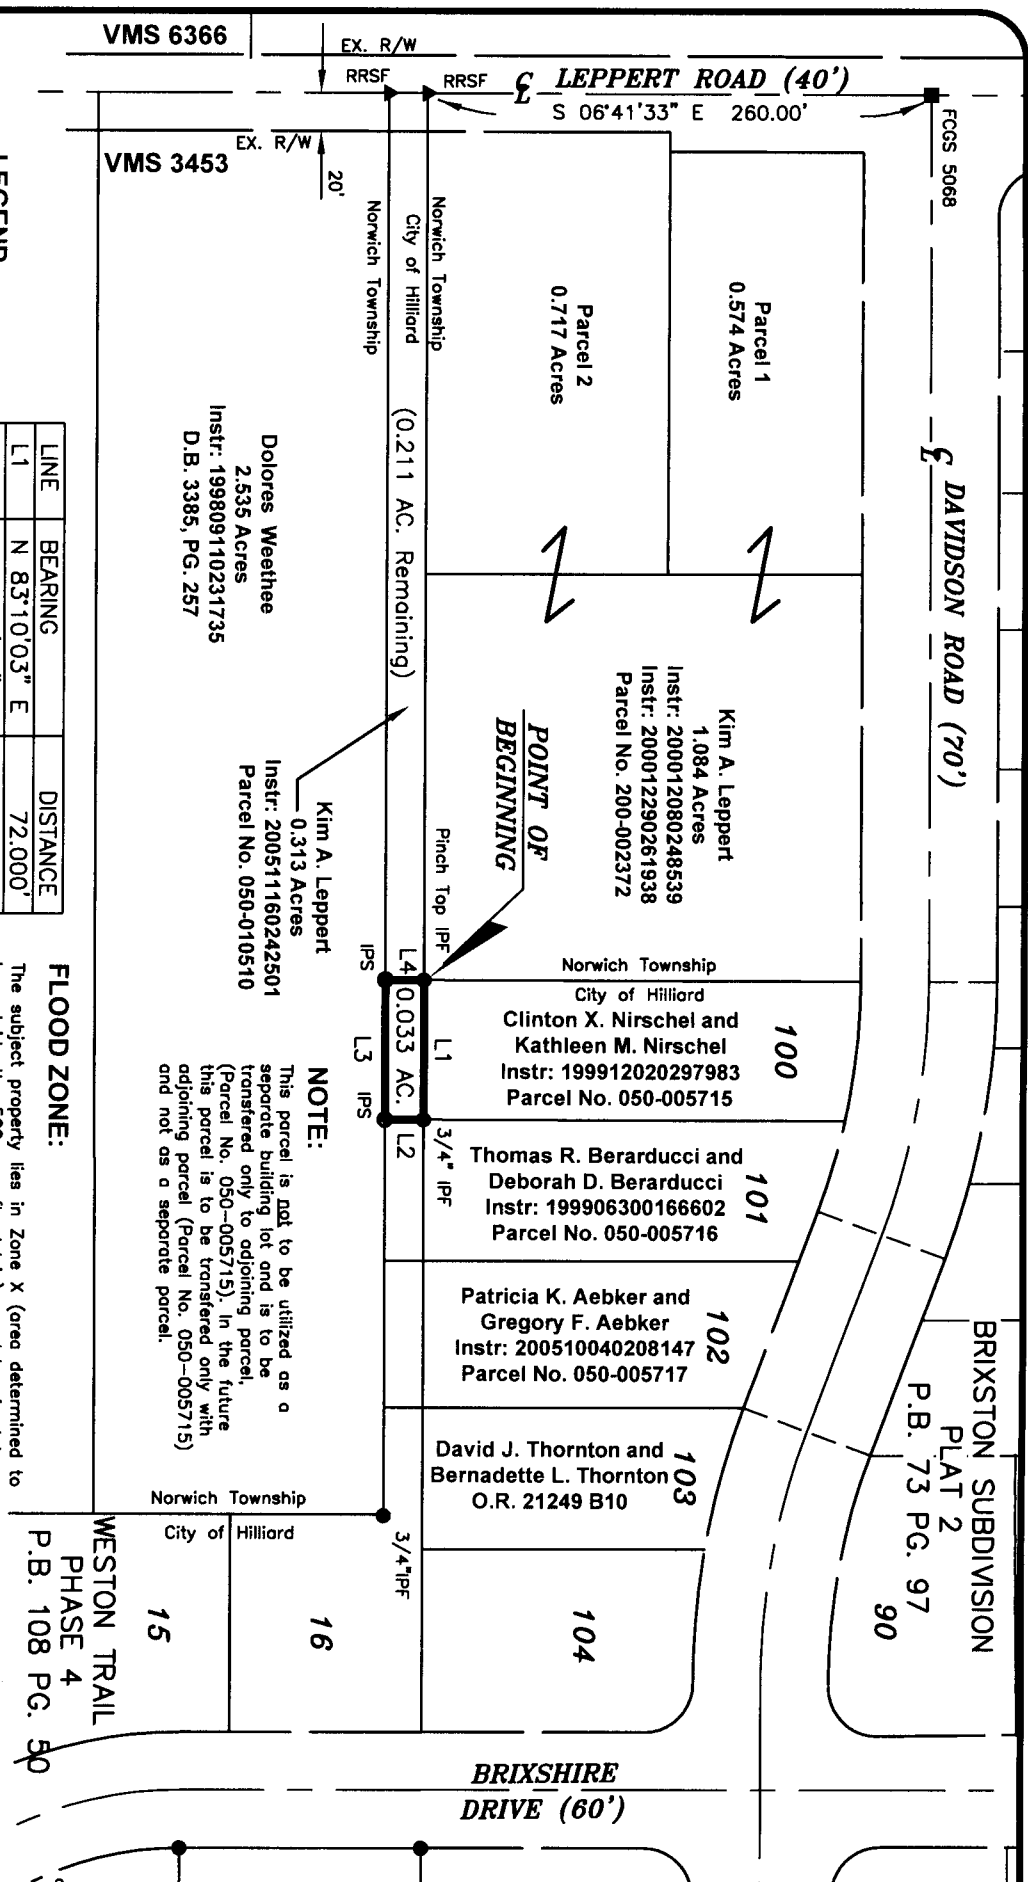 VMS 6366
EX. R/W
RRSF
RRSF
℄ LEPPERT ROAD (40')
S 06°41'33" E 260.00'
FCGS 5068
EX. R/W
VMS 3453
20'
Norwich Township
City of Hilliard
Norwich Township
(0.211 AC. Remaining)
Parcel 1
0.574 Acres
Parcel 2
0.717 Acres
℄ DAVIDSON ROAD (70')
Dolores Weethee
2.535 Acres
Instr: 199809110231735
D.B. 3385, PG. 257
Kim A. Leppert
1.084 Acres
Instr: 200012080248539
Instr: 200012290261938
Parcel No. 200-002372
POINT OF
BEGINNING
Kim A. Leppert
0.313 Acres
Instr: 200511160242501
Parcel No. 050-010510
Pinch Top IPF
IPS
L4
0.033 AC.
L1
L3
IPS
L2
3/4" IPF
Norwich Township
City of Hilliard
100
Clinton X. Nirschel and
Kathleen M. Nirschel
Instr: 199912020297983
Parcel No. 050-005715
101
Thomas R. Berarducci and
Deborah D. Berarducci
Instr: 199906300166602
Parcel No. 050-005716
102
Patricia K. Aebker and
Gregory F. Aebker
Instr: 200510040208147
Parcel No. 050-005717
103
David J. Thornton and
Bernadette L. Thornton
O.R. 21249 B10
3/4"IPF
104
BRIXSTON SUBDIVISION
PLAT 2
P.B. 73 PG. 97
90
NOTE:
This parcel is not to be utilized as a
separate building lot and is to be
transfered only to adjoining parcel,
(Parcel No. 050-005715). In the future
this parcel is to be transfered only with
adjoining parcel (Parcel No. 050-005715)
and not as a separate parcel.
Norwich Township
City of Hilliard
16
15
WESTON TRAIL
PHASE 4
P.B. 108 PG. 50
BRIXSHIRE
DRIVE (60')
LEGEND
LINE BEARING DISTANCE
L1 N 83°10'03" E 72.000'
FLOOD ZONE:
The subject property lies in Zone X (area determined to